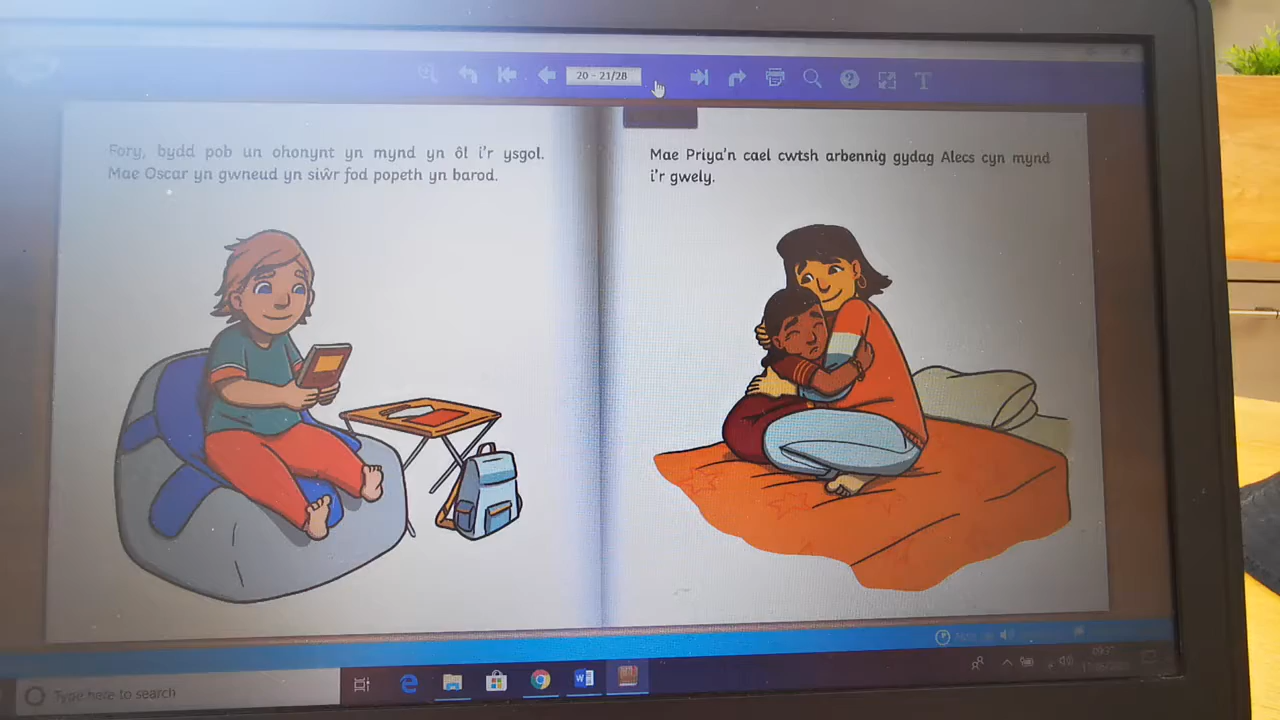 20 - 21/28
T
Fory, bydd pob un ohonynt yn mynd yn ôl i'r ysgol.
Mae Oscar yn gwneud yn siŵr fod popeth yn barod.
Mae Priya'n cael cwtsh arbennig gydag Alecs cyn mynd
i'r gwely.
Type here to search